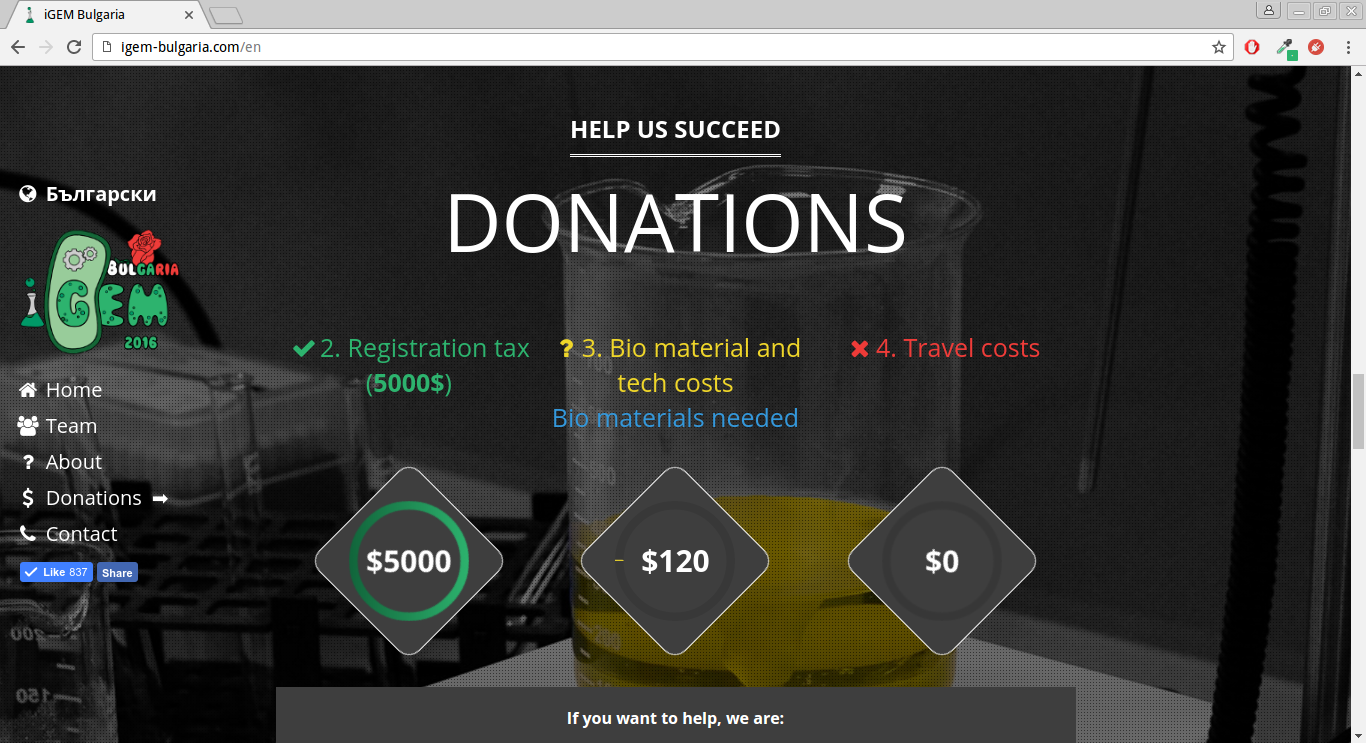 iGEM Bulgaria
igem-bulgaria.com/en
HELP US SUCCEED
DONATIONS
Български
BULGARIA
iGEM
2016
Home
Team
About
Donations
Contact
Like 837
Share
2. Registration tax
(5000$)
? 3. Bio material and
tech costs
Bio materials needed
4. Travel costs
$5000
$120
$0
200
150
If you want to help, we are: